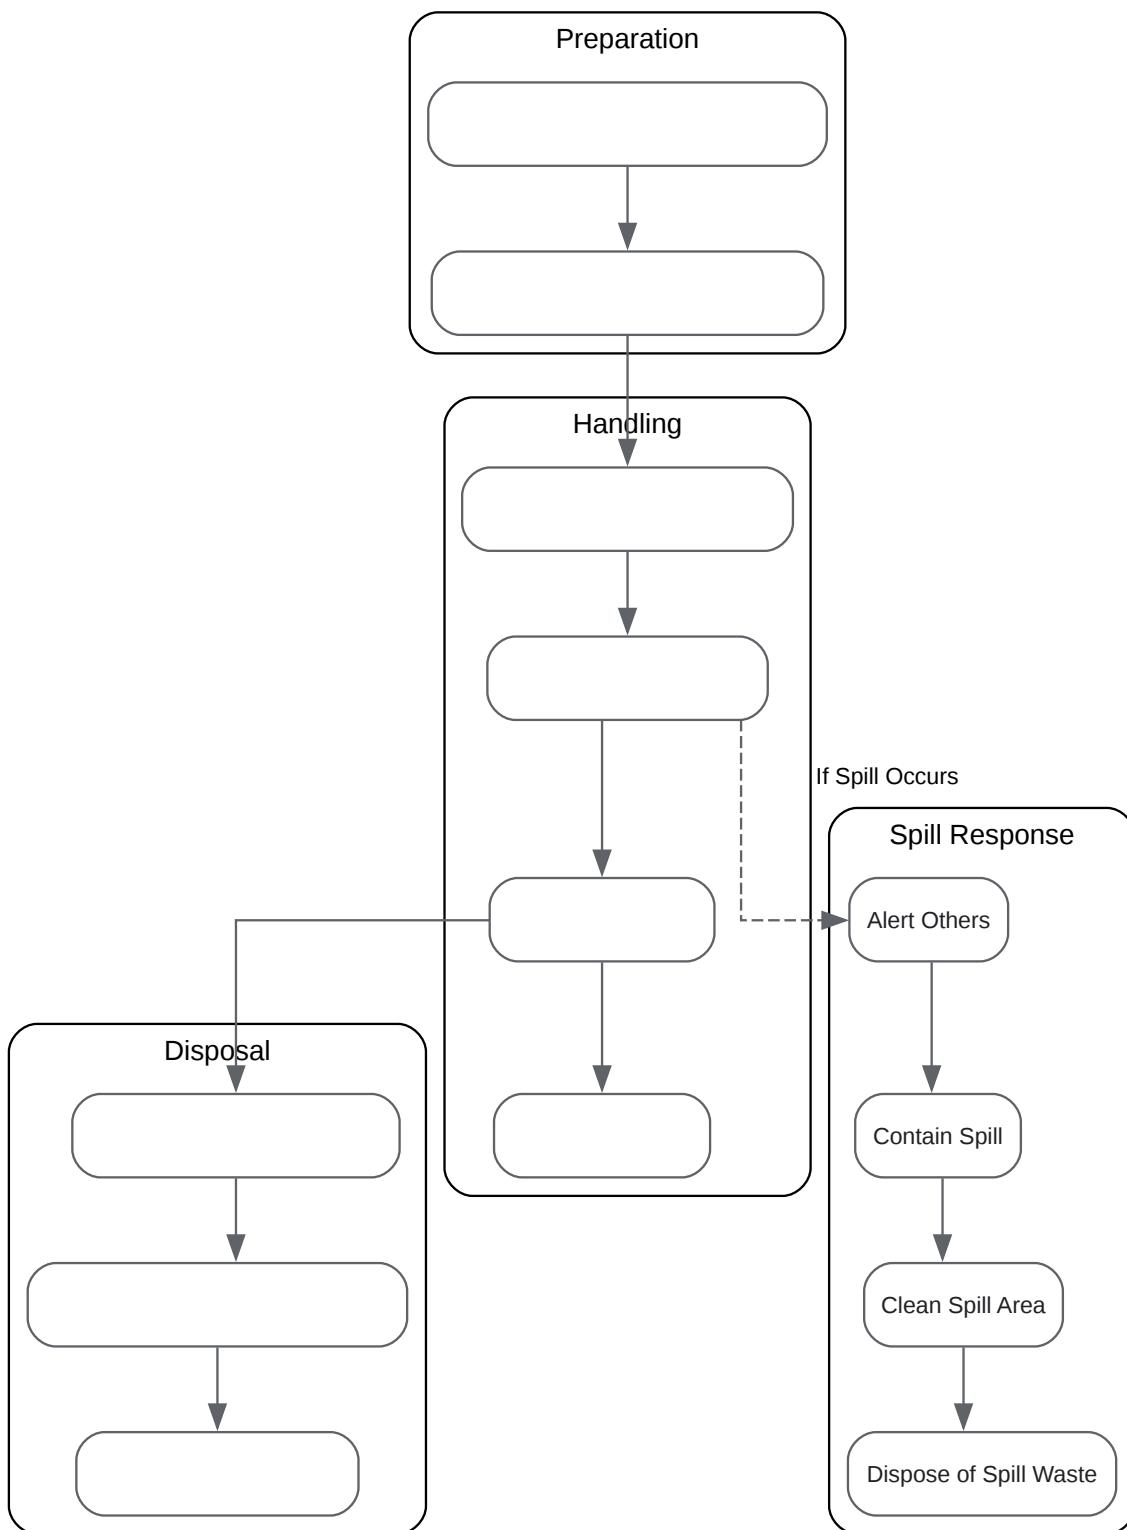 Preparation
Handling
If Spill Occurs
Spill Response
Alert Others
Disposal
Contain Spill
Clean Spill Area
Dispose of Spill Waste